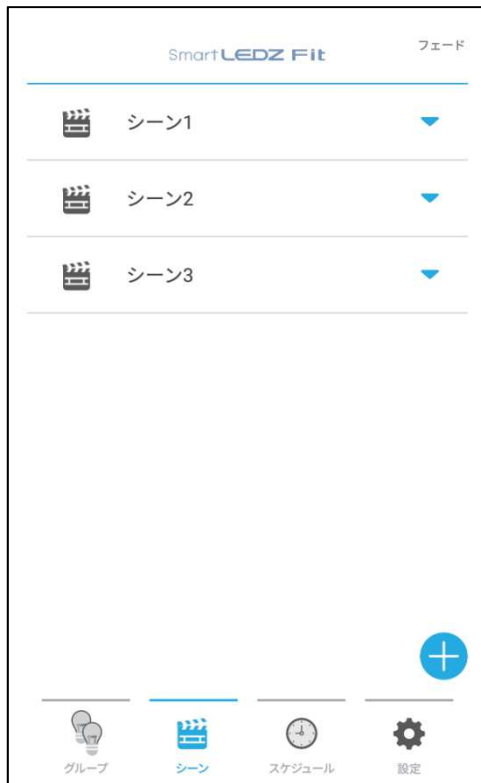 Smart LEDZ Fit
フェード
シーン1
シーン2
シーン3
グループ
シーン
スケジュール
設定